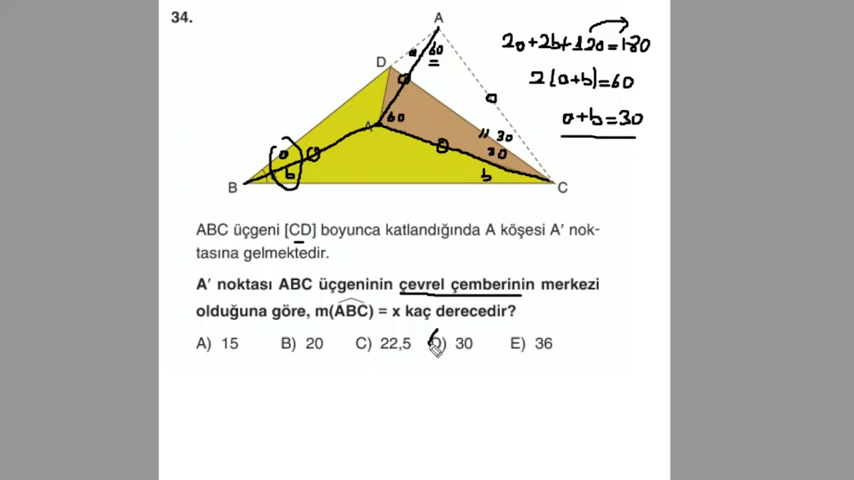 34.
A
a
60
D
2a+2b+120=180
2(a+b)=60
a+b=30
A
60
a
30
30
a
b
b
B
C
ABC üçgeni [CD] boyunca katlandığında A köşesi A′ nok-
tasına gelmektedir.
A′ noktası ABC üçgeninin çevrel çemberinin merkezi
olduğuna göre, m(ABC) = x kaç derecedir?
A) 15 B) 20 C) 22,5 D) 30 E) 36